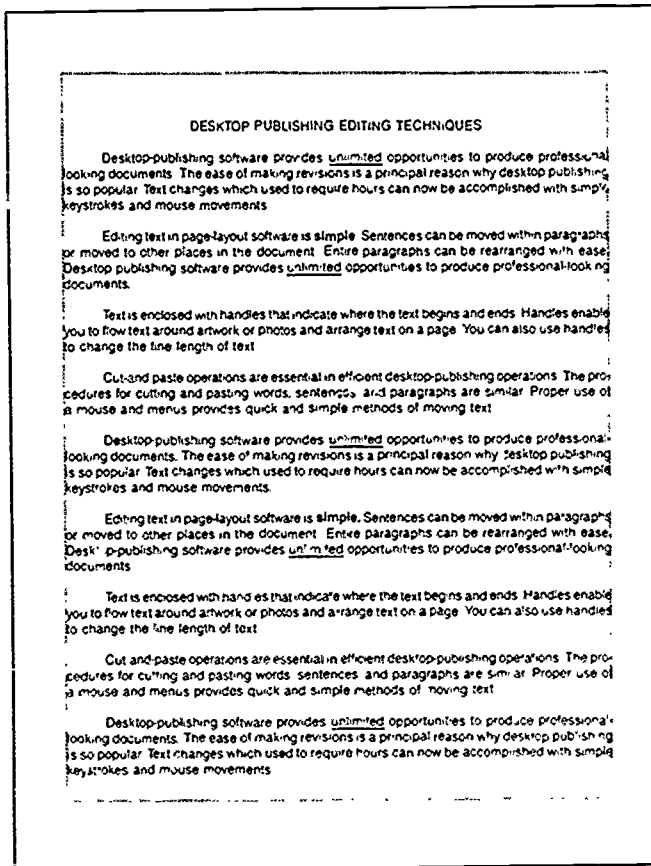 DESKTOP PUBLISHING EDITING TECHNIQUES
Desktop-publishing software provides unlimited opportunities to produce professional
looking documents. The ease of making revisions is a principal reason why desktop publishing
is so popular. Text changes which used to require hours can now be accomplished with simple
keystrokes and mouse movements
Editing text in page-layout software is simple. Sentences can be moved within paragraphs
or moved to other places in the document. Entire paragraphs can be rearranged with ease.
Desktop publishing software provides unlimited opportunities to produce professional-looking
documents.
Text is enclosed with handles that indicate where the text begins and ends. Handles enable
you to flow text around artwork or photos and arrange text on a page. You can also use handles
to change the line length of text
Cut-and paste operations are essential in efficient desktop-publishing operations. The pro-
cedures for cutting and pasting words, sentences, and paragraphs are similar. Proper use of
a mouse and menus provides quick and simple methods of moving text
Desktop-publishing software provides unlimited opportunities to produce professional-
looking documents. The ease of making revisions is a principal reason why desktop publishing
is so popular. Text changes which used to require hours can now be accomplished with simple
keystrokes and mouse movements.
Editing text in page-layout software is simple. Sentences can be moved within paragraphs
or moved to other places in the document. Entire paragraphs can be rearranged with ease.
Desktop-publishing software provides unlimited opportunities to produce professional-looking
documents
Text is enclosed with handles that indicate where the text begins and ends. Handles enable
you to flow text around artwork or photos and arrange text on a page. You can also use handles
to change the line length of text
Cut and-paste operations are essential in efficient desktop-publishing operations. The pro-
cedures for cutting and pasting words, sentences, and paragraphs are similar. Proper use of
a mouse and menus provides quick and simple methods of moving text
Desktop-publishing software provides unlimited opportunities to produce professional-
looking documents. The ease of making revisions is a principal reason why desktop publishing
is so popular. Text changes which used to require hours can now be accomplished with simple
keystrokes and mouse movements